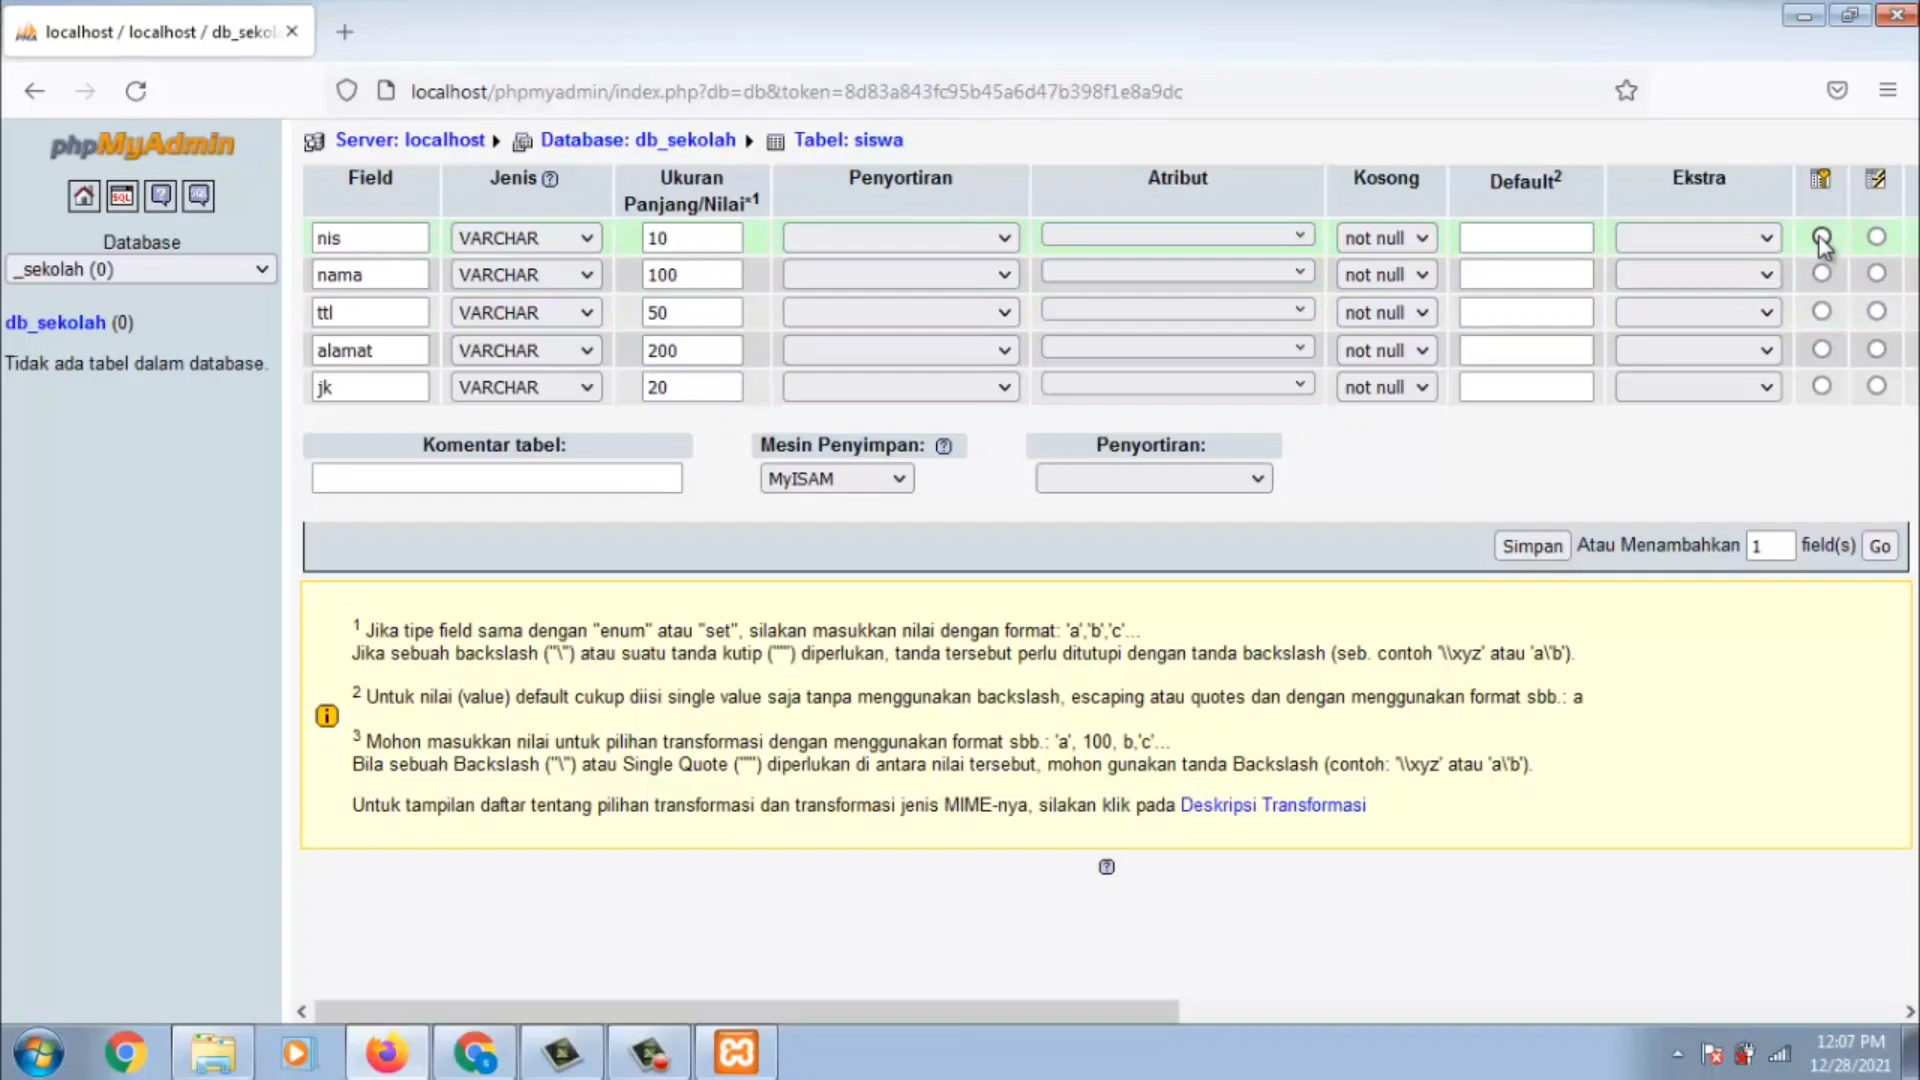 localhost / localhost / db_sekol
localhost/phpmyadmin/index.php?db=db&token=8d83a843fc95b45a6d47b398f1e8a9dc
phpMyAdmin
SQL
Database
_sekolah (0)
db_sekolah (0)
Tidak ada tabel dalam database.
Server: localhost Database: db_sekolah Tabel: siswa
Field Jenis Ukuran Panjang/Nilai*1 Penyortiran Atribut Kosong Default2 Ekstra
nis VARCHAR 10 not null
nama VARCHAR 100 not null
ttl VARCHAR 50 not null
alamat VARCHAR 200 not null
jk VARCHAR 20 not null
Komentar tabel: Mesin Penyimpan: Penyortiran:
MyISAM
Simpan Atau Menambahkan 1 field(s) Go
1 Jika tipe field sama dengan "enum" atau "set", silakan masukkan nilai dengan format: 'a','b','c'...
Jika sebuah backslash ("\") atau suatu tanda kutip ("'") diperlukan, tanda tersebut perlu ditutupi dengan tanda backslash (seb. contoh '\\xyz' atau 'a\'b').
2 Untuk nilai (value) default cukup diisi single value saja tanpa menggunakan backslash, escaping atau quotes dan dengan menggunakan format sbb.: a
3 Mohon masukkan nilai untuk pilihan transformasi dengan menggunakan format sbb.: 'a', 100, b,'c'...
Bila sebuah Backslash ("\") atau Single Quote ("'") diperlukan di antara nilai tersebut, mohon gunakan tanda Backslash (contoh: '\\xyz' atau 'a\'b').
Untuk tampilan daftar tentang pilihan transformasi dan transformasi jenis MIME-nya, silakan klik pada Deskripsi Transformasi
12:07 PM
12/28/2021